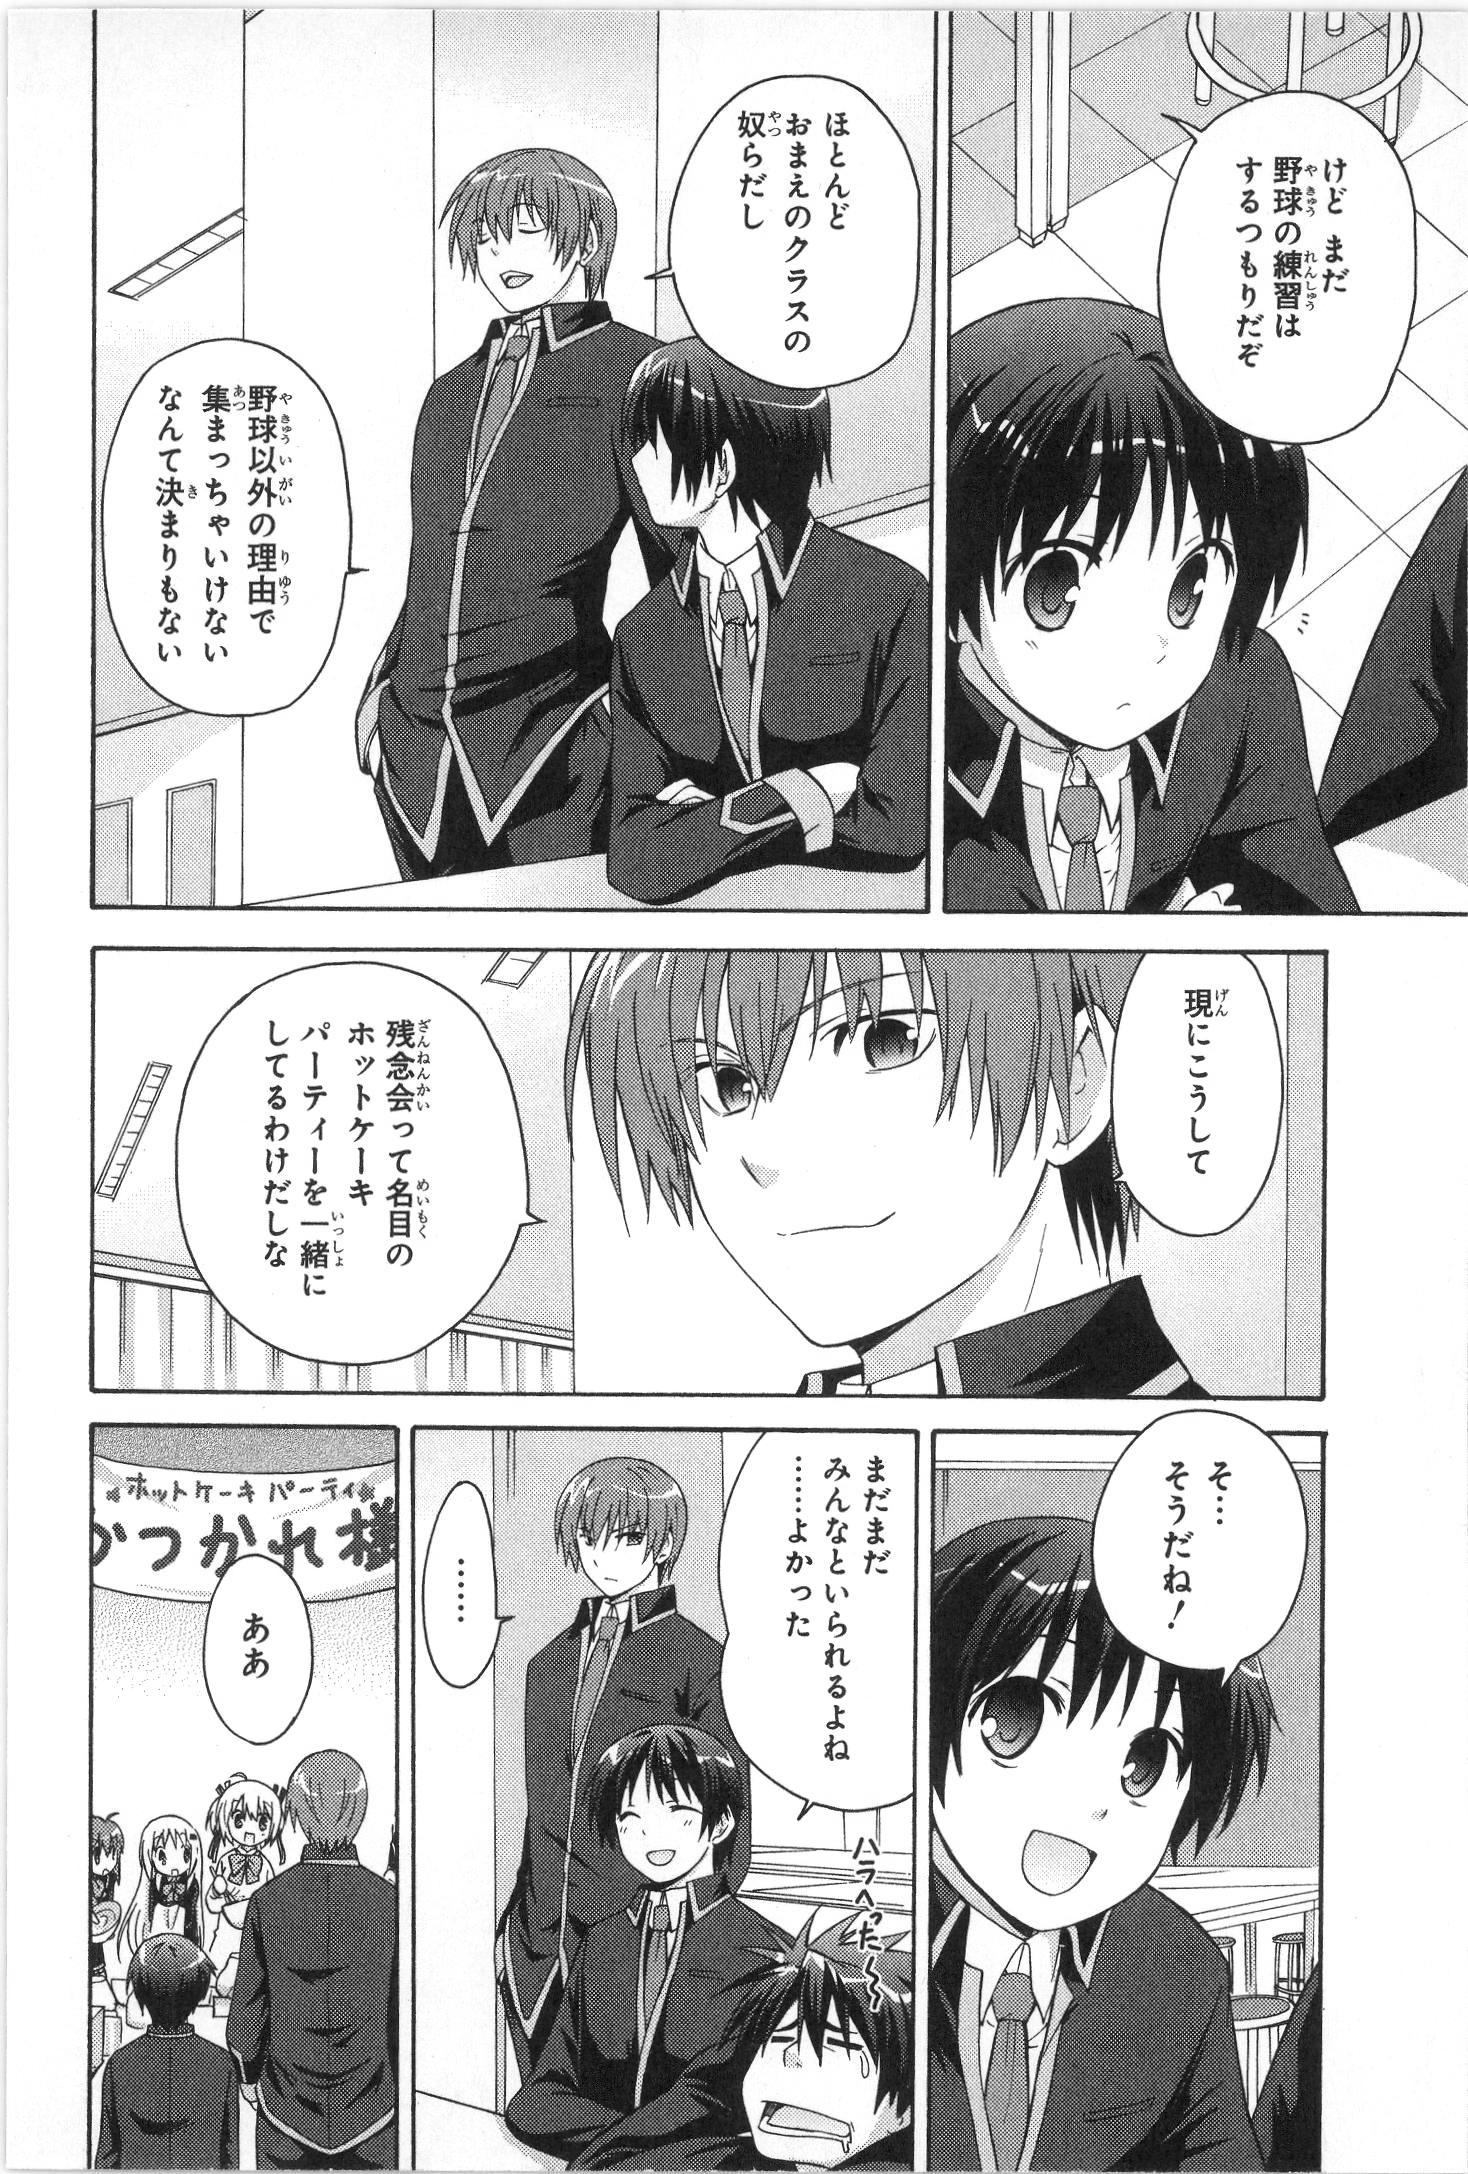 けど まだ
野球の練習は
するつもりだぞ
ほとんど
おまえのクラスの
奴らだし
野球以外の理由で
集まっちゃいけない
なんて決まりもない
現にこうして
残念会って名目の
ホットケーキ
パーティーを一緒に
してるわけだしな
そ…
そうだね！
まだまだ
みんなといられるよね
……よかった
ハラへった～～
……
ホットケーキパーティ
おつかれ様
ああ